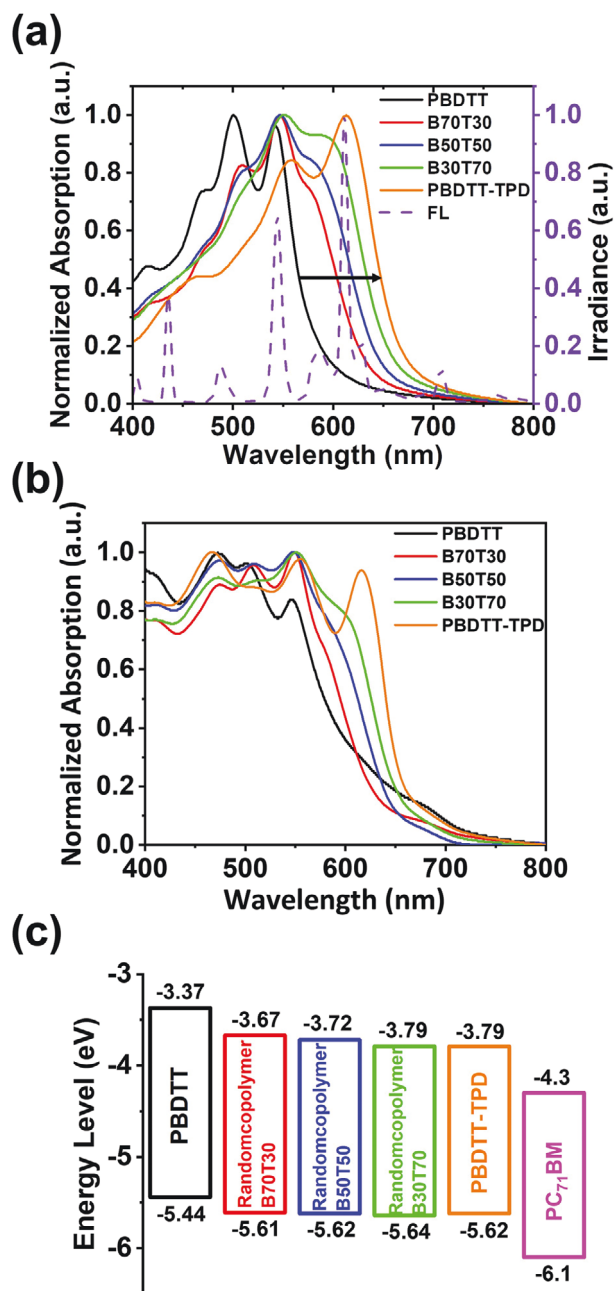 (a)
Normalized Absorption (a.u.)
1.0
0.8
0.6
0.4
0.2
0.0
PBDTT
B70T30
B50T50
B30T70
PBDTT-TPD
FL
1.0
0.8
0.6
0.4
0.2
0.0
Irradiance (a.u.)
400 500 600 700 800
Wavelength (nm)
(b)
Normalized Absorption (a.u.)
1.0
0.8
0.6
0.4
0.2
0.0
PBDTT
B70T30
B50T50
B30T70
PBDTT-TPD
400 500 600 700 800
Wavelength (nm)
(c)
Energy Level (eV)
-3
-4
-5
-6
-3.37
PBDTT
-5.44
-3.67
Randomcopolymer
B70T30
-5.61
-3.72
Randomcopolymer
B50T50
-5.62
-3.79
Randomcopolymer
B30T70
-5.64
-3.79
PBDTT-TPD
-5.62
-4.3
PC71BM
-6.1